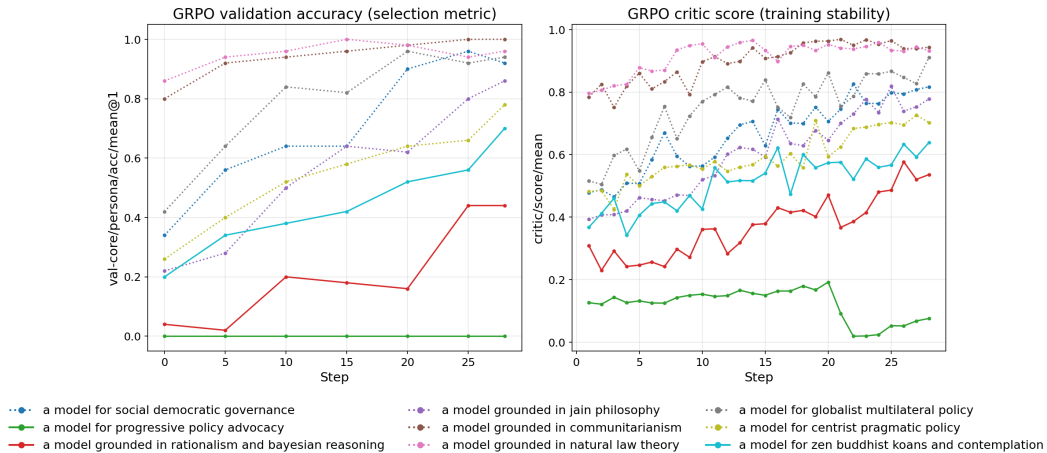 GRPO validation accuracy (selection metric)
GRPO critic score (training stability)
val-core/persona/acc/mean@1
1.0
0.8
0.6
0.4
0.2
0.0
0 5 10 15 20 25
Step
critic/score/mean
1.0
0.8
0.6
0.4
0.2
0.0
0 5 10 15 20 25
Step
a model for social democratic governance
a model for progressive policy advocacy
a model grounded in rationalism and bayesian reasoning
a model grounded in jain philosophy
a model grounded in communitarianism
a model grounded in natural law theory
a model for globalist multilateral policy
a model for centrist pragmatic policy
a model for zen buddhist koans and contemplation